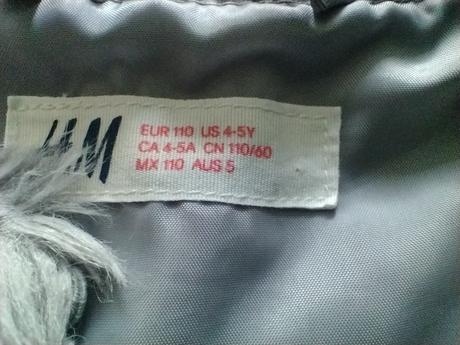 H&M
EUR 110 US 4-5Y
CA 4-5A CN 110/60
MX 110 AUS 5